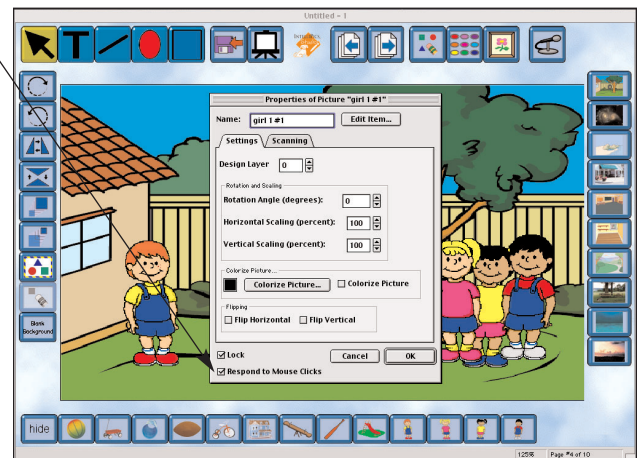 Untitled - 1
T
Properties of Picture "girl 1 #1"
Name: girl 1 #1 Edit Item...
Settings Scanning
Design Layer 0
Rotation and Scaling
Rotation Angle (degrees): 0
Horizontal Scaling (percent): 100
Vertical Scaling (percent): 100
Colorize Picture...
Colorize Picture... Colorize Picture
Flipping
Flip Horizontal Flip Vertical
Lock Cancel OK
Respond to Mouse Clicks
Blank
Background
hide
125% Page #4 of 10